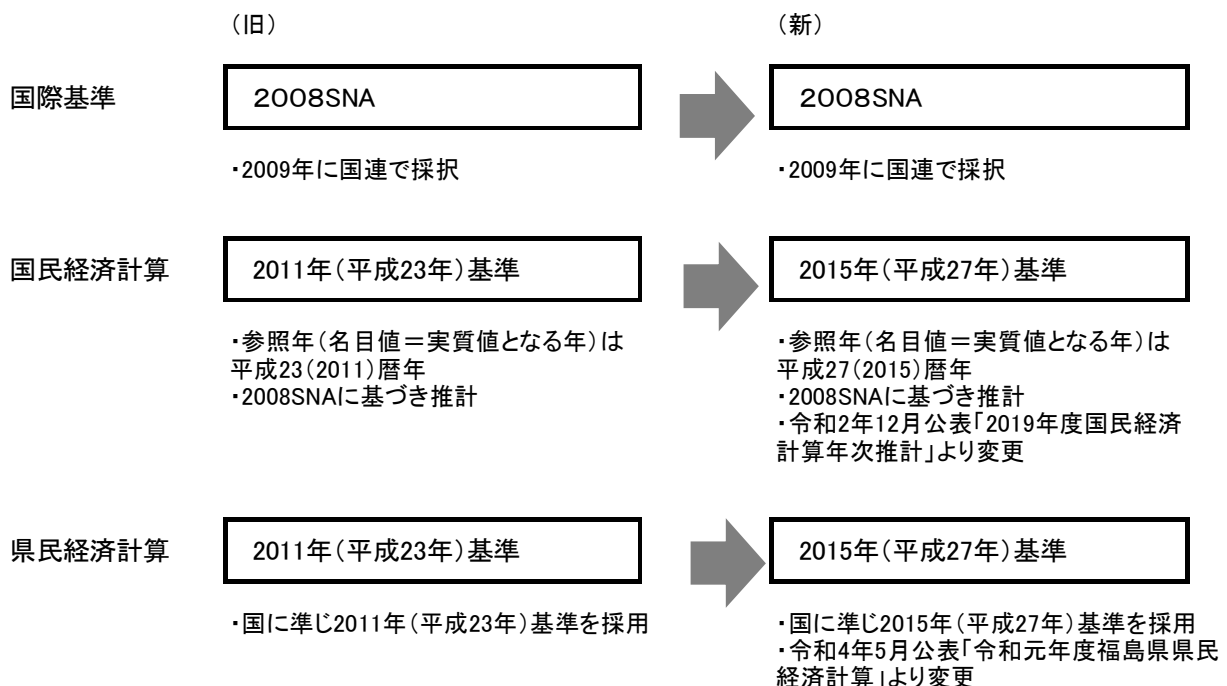 （旧）
（新）
国際基準
２００８SNA
２００８SNA
・2009年に国連で採択
・2009年に国連で採択
国民経済計算
2011年（平成23年）基準
2015年（平成27年）基準
・参照年（名目値＝実質値となる年）は
平成23（2011）暦年
・2008SNAに基づき推計
・参照年（名目値＝実質値となる年）は
平成27（2015）暦年
・2008SNAに基づき推計
・令和2年12月公表「2019年度国民経済
計算年次推計」より変更
県民経済計算
2011年（平成23年）基準
2015年（平成27年）基準
・国に準じ2011年（平成23年）基準を採用
・国に準じ2015年（平成27年）基準を採用
・令和4年5月公表「令和元年度福島県県民
経済計算」より変更